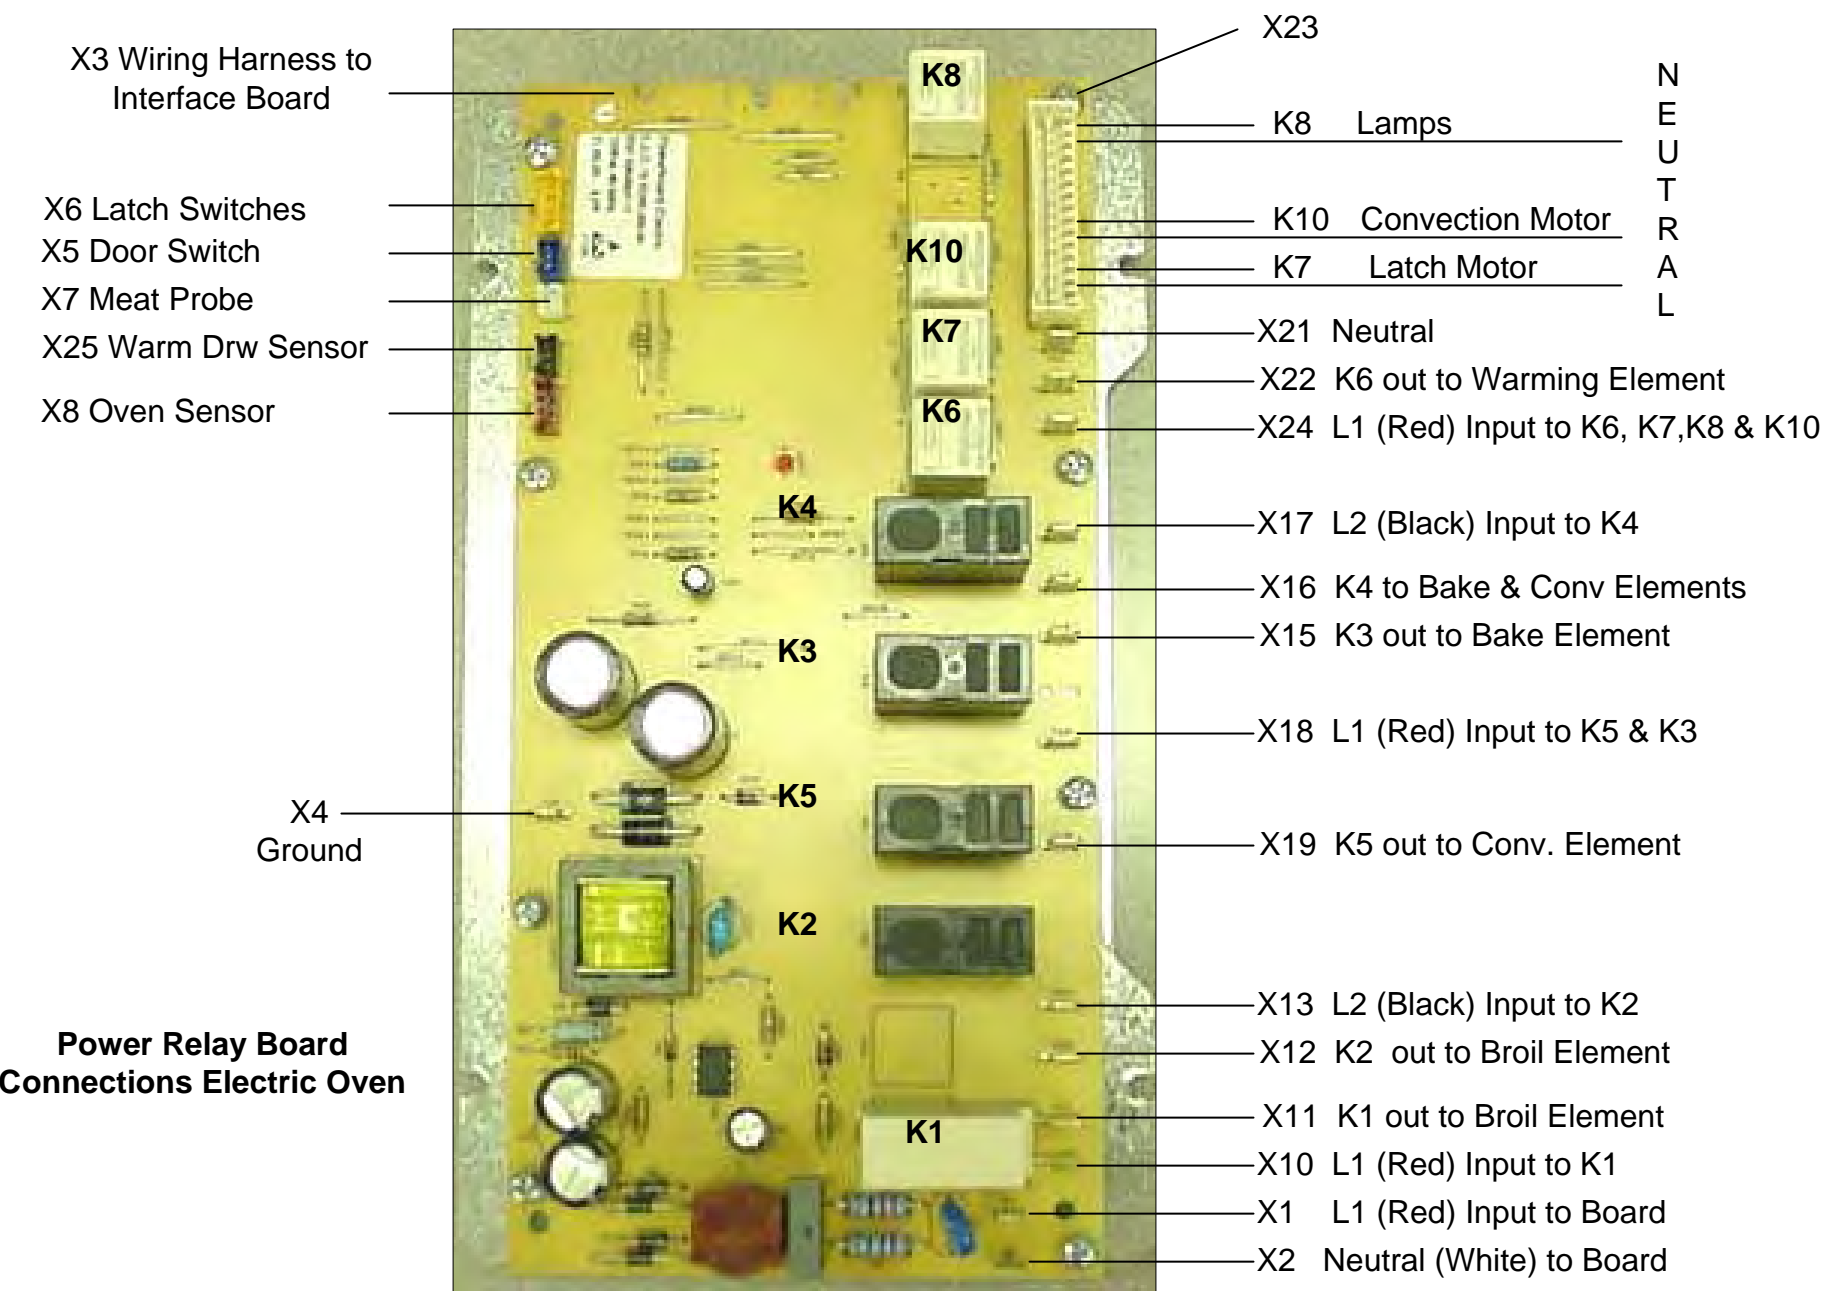 X3 Wiring Harness to
Interface Board
X6 Latch Switches
X5 Door Switch
X7 Meat Probe
X25 Warm Drw Sensor
X8 Oven Sensor
X4
Ground
Power Relay Board
Connections Electric Oven
K8
K10
K7
K6
K4
K3
K5
K2
K1
X23
K8 Lamps
K10 Convection Motor
K7 Latch Motor
NEUTRAL
X21 Neutral
X22 K6 out to Warming Element
X24 L1 (Red) Input to K6, K7,K8 & K10
X17 L2 (Black) Input to K4
X16 K4 to Bake & Conv Elements
X15 K3 out to Bake Element
X18 L1 (Red) Input to K5 & K3
X19 K5 out to Conv. Element
X13 L2 (Black) Input to K2
X12 K2 out to Broil Element
X11 K1 out to Broil Element
X10 L1 (Red) Input to K1
X1 L1 (Red) Input to Board
X2 Neutral (White) to Board